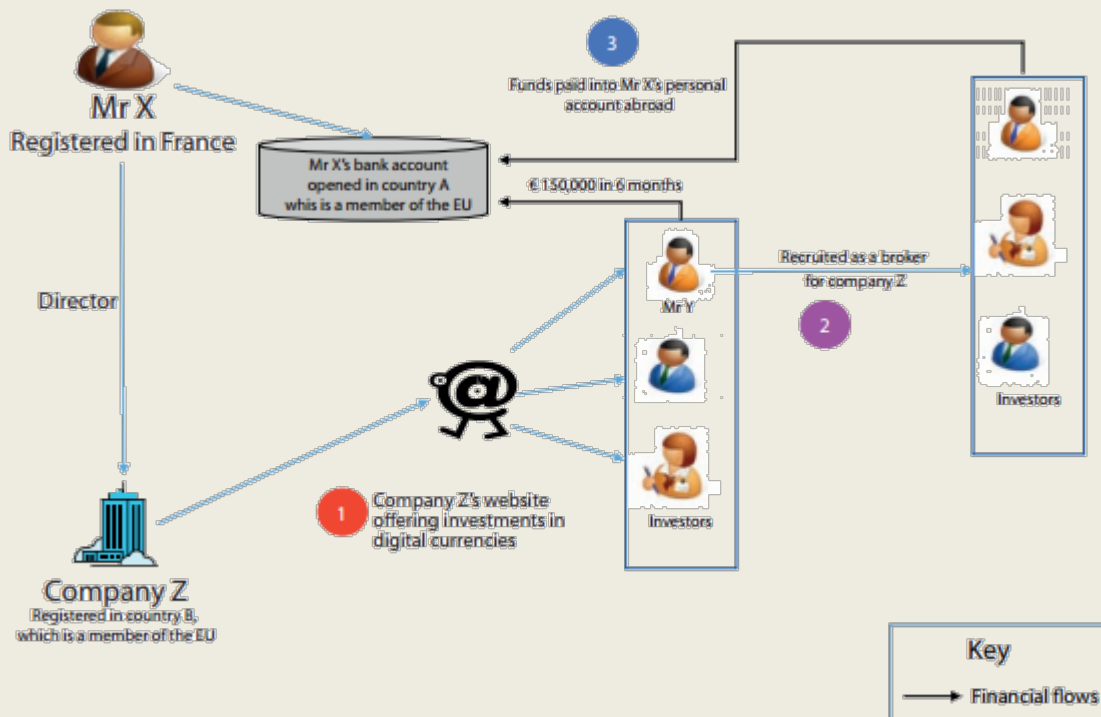 3
Funds paid into Mr X's personal
account abroad
Mr X
Registered in France
Mr X's bank account
opened in country A
whis is a member of the EU
€ 150,000 in 6 months
Recruited as a broker
for company Z
2
Mr Y
Director
Investors
1
Company Z's website
offering investments in
digital currencies
Investors
Company Z
Registered in country B,
which is a member of the EU
Key
Financial flows